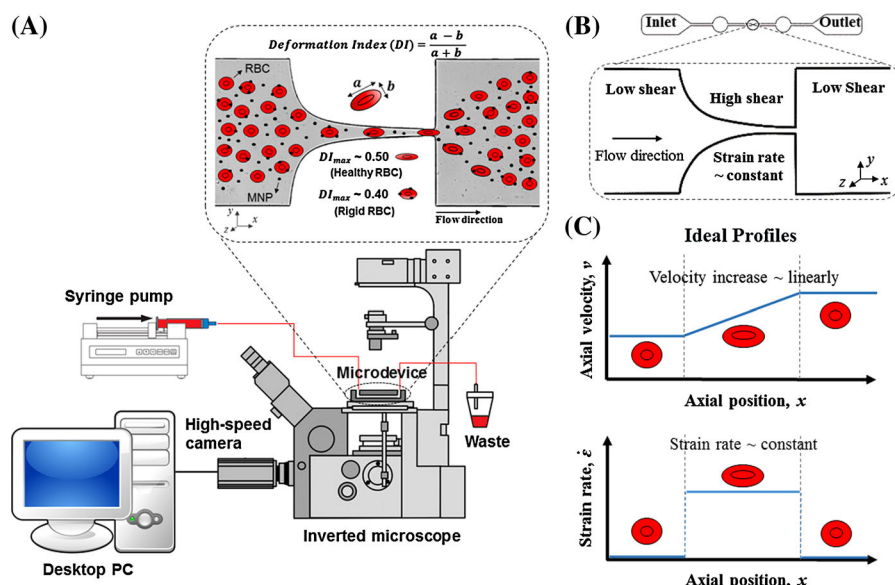 (A)
Deformation Index (DI) = a − b / a + b
RBC
a
b
DImax ~ 0.50
(Healthy RBC)
DImax ~ 0.40
(Rigid RBC)
MNP
y
z
x
Flow direction
Syringe pump
Microdevice
High-speed
camera
Waste
Inverted microscope
Desktop PC
(B)
Inlet
Outlet
Low shear
High shear
Low Shear
Flow direction
Strain rate
~ constant
y
z
x
(C)
Ideal Profiles
Velocity increase ~ linearly
Axial velocity, v
Axial position, x
Strain rate ~ constant
Strain rate, ε̇
Axial position, x